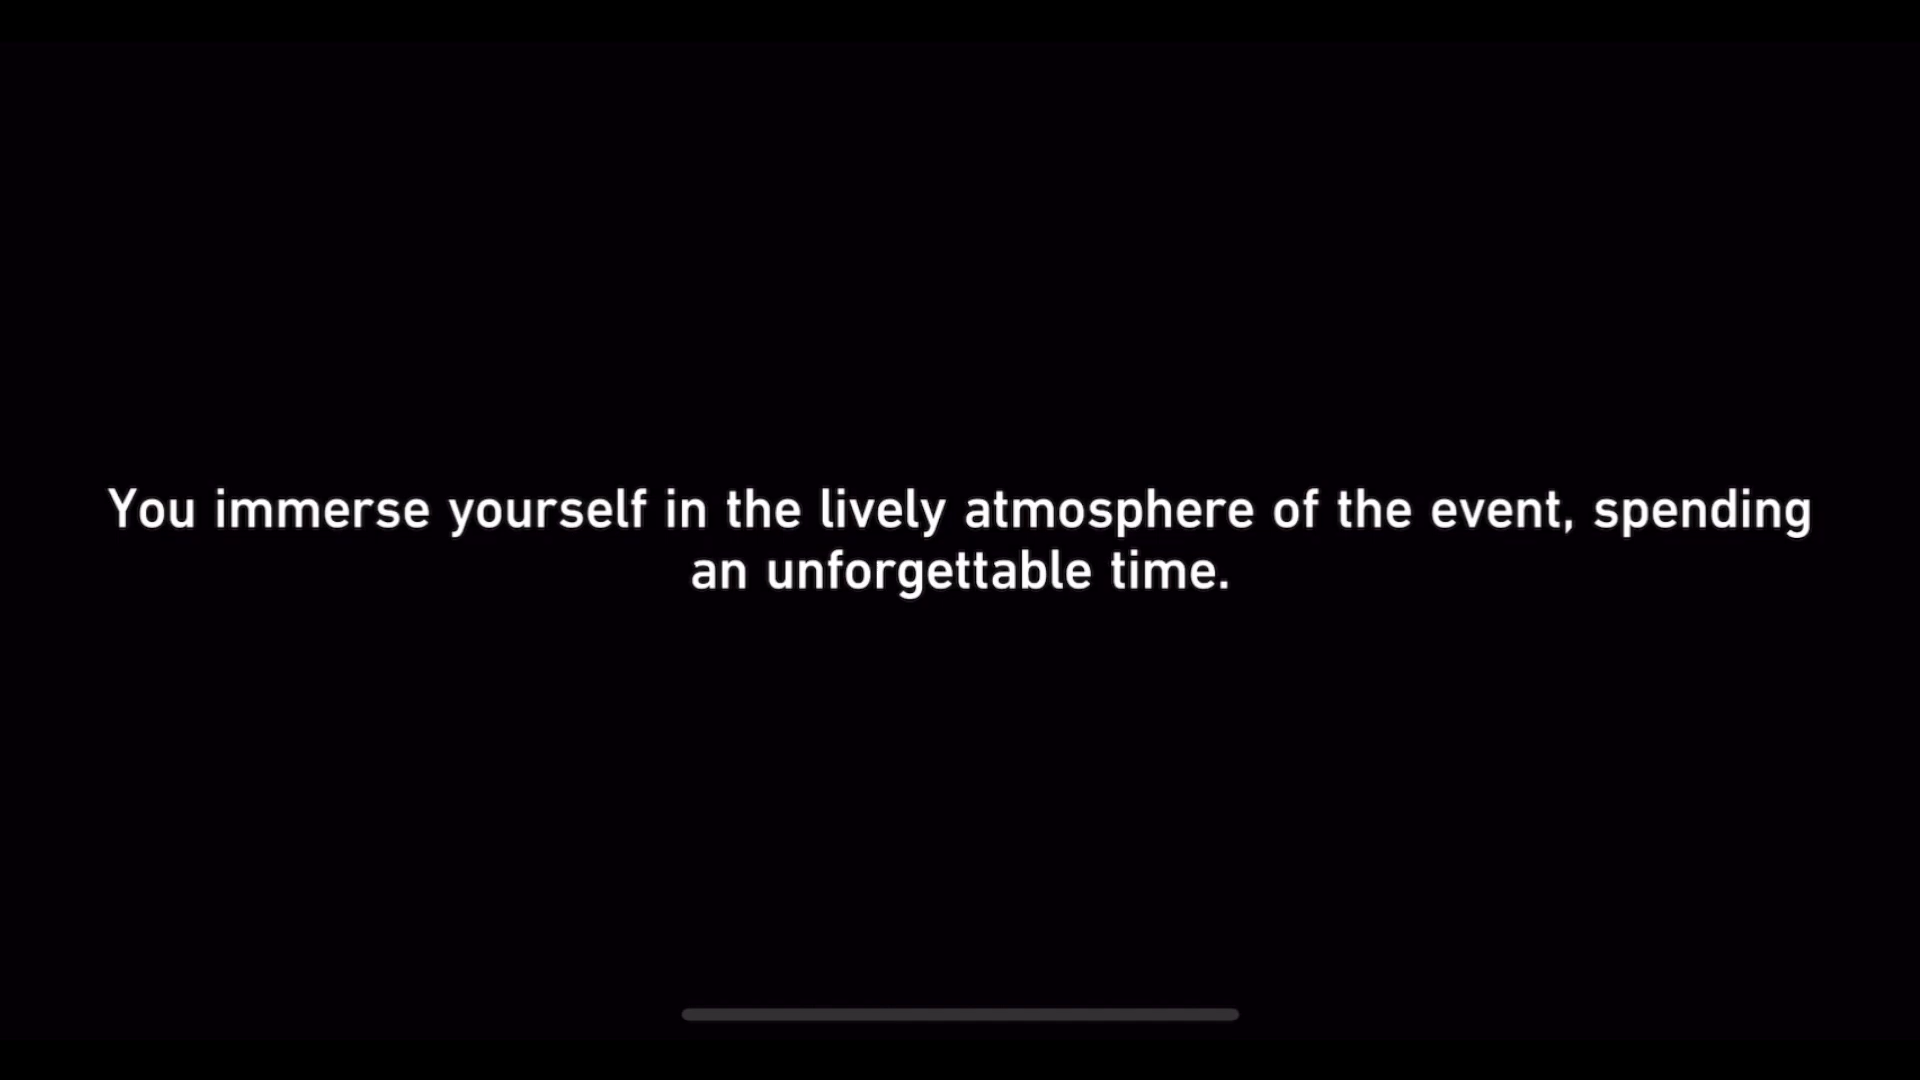 You immerse yourself in the lively atmosphere of the event, spending
an unforgettable time.